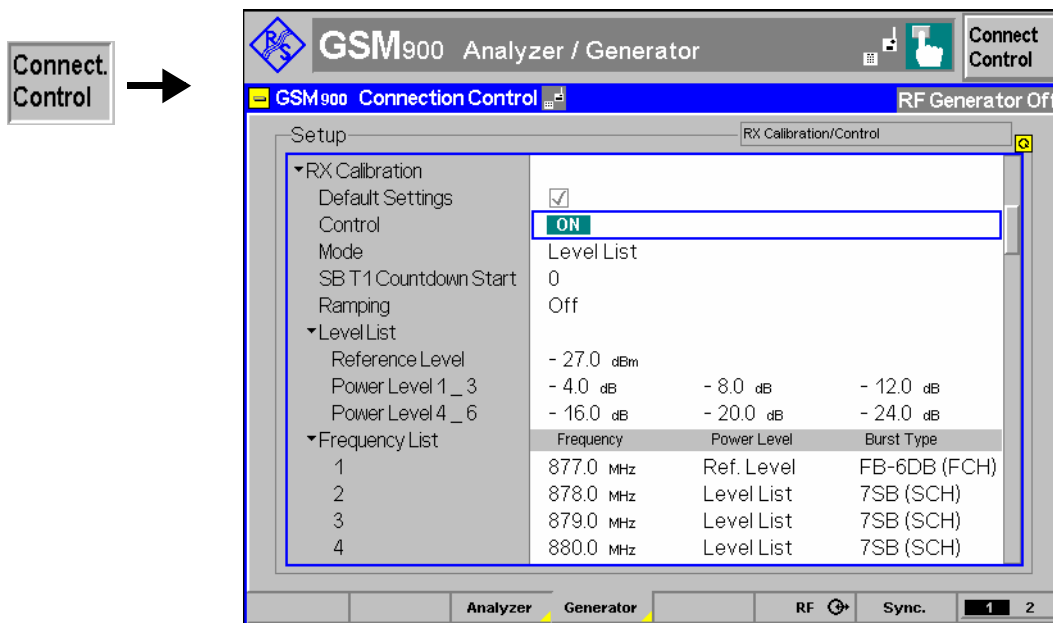 Connect.
Control
R S
GSM900 Analyzer / Generator
Connect
Control
GSM900 Connection Control
RF Generator Off
Setup
RX Calibration/Control
RX Calibration
Default Settings
Control ON
Mode Level List
SB T1 Countdown Start 0
Ramping Off
Level List
Reference Level - 27.0 dBm
Power Level 1 _ 3 - 4.0 dB - 8.0 dB - 12.0 dB
Power Level 4 _ 6 - 16.0 dB - 20.0 dB - 24.0 dB
Frequency List Frequency Power Level Burst Type
1 877.0 MHz Ref. Level FB-6DB (FCH)
2 878.0 MHz Level List 7SB (SCH)
3 879.0 MHz Level List 7SB (SCH)
4 880.0 MHz Level List 7SB (SCH)
Analyzer Generator RF Sync. 1 2